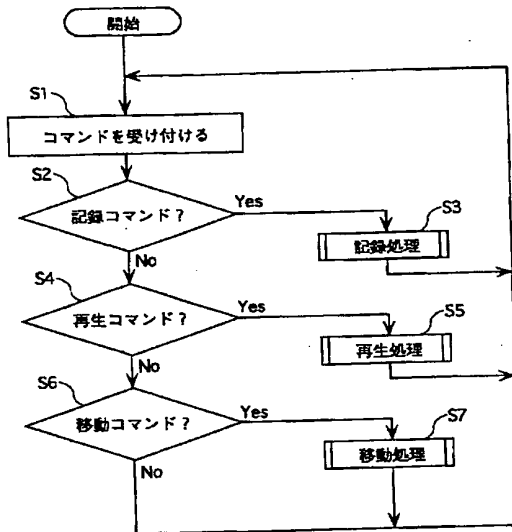 開始
S1
コマンドを受け付ける
S2
記録コマンド？
Yes
S3
記録処理
No
S4
再生コマンド？
Yes
S5
再生処理
No
S6
移動コマンド？
Yes
S7
移動処理
No